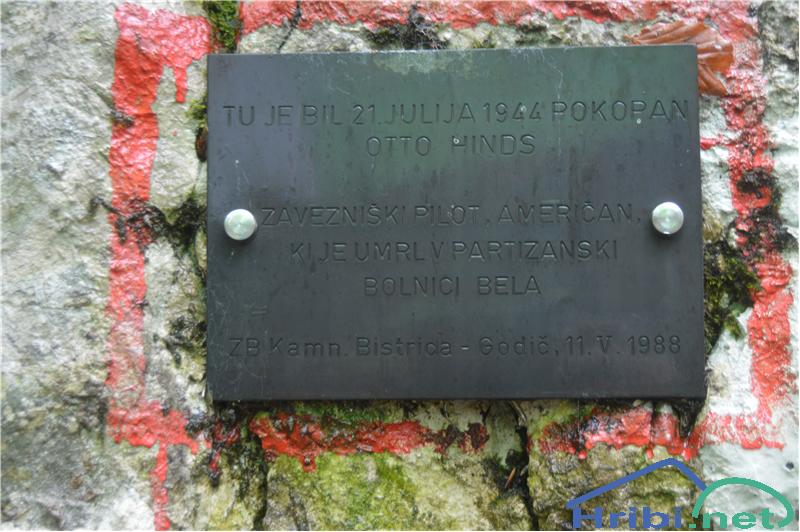 TU JE BIL 21. JULIJA 1944 POKOPAN
OTTO HINDS
ZAVEZNIŠKI PILOT, AMERIČAN,
KI JE UMRL V PARTIZANSKI
BOLNICI BELA
ZB Kamn. Bistrica - Godič, 11. V. 1988
Hribi.net